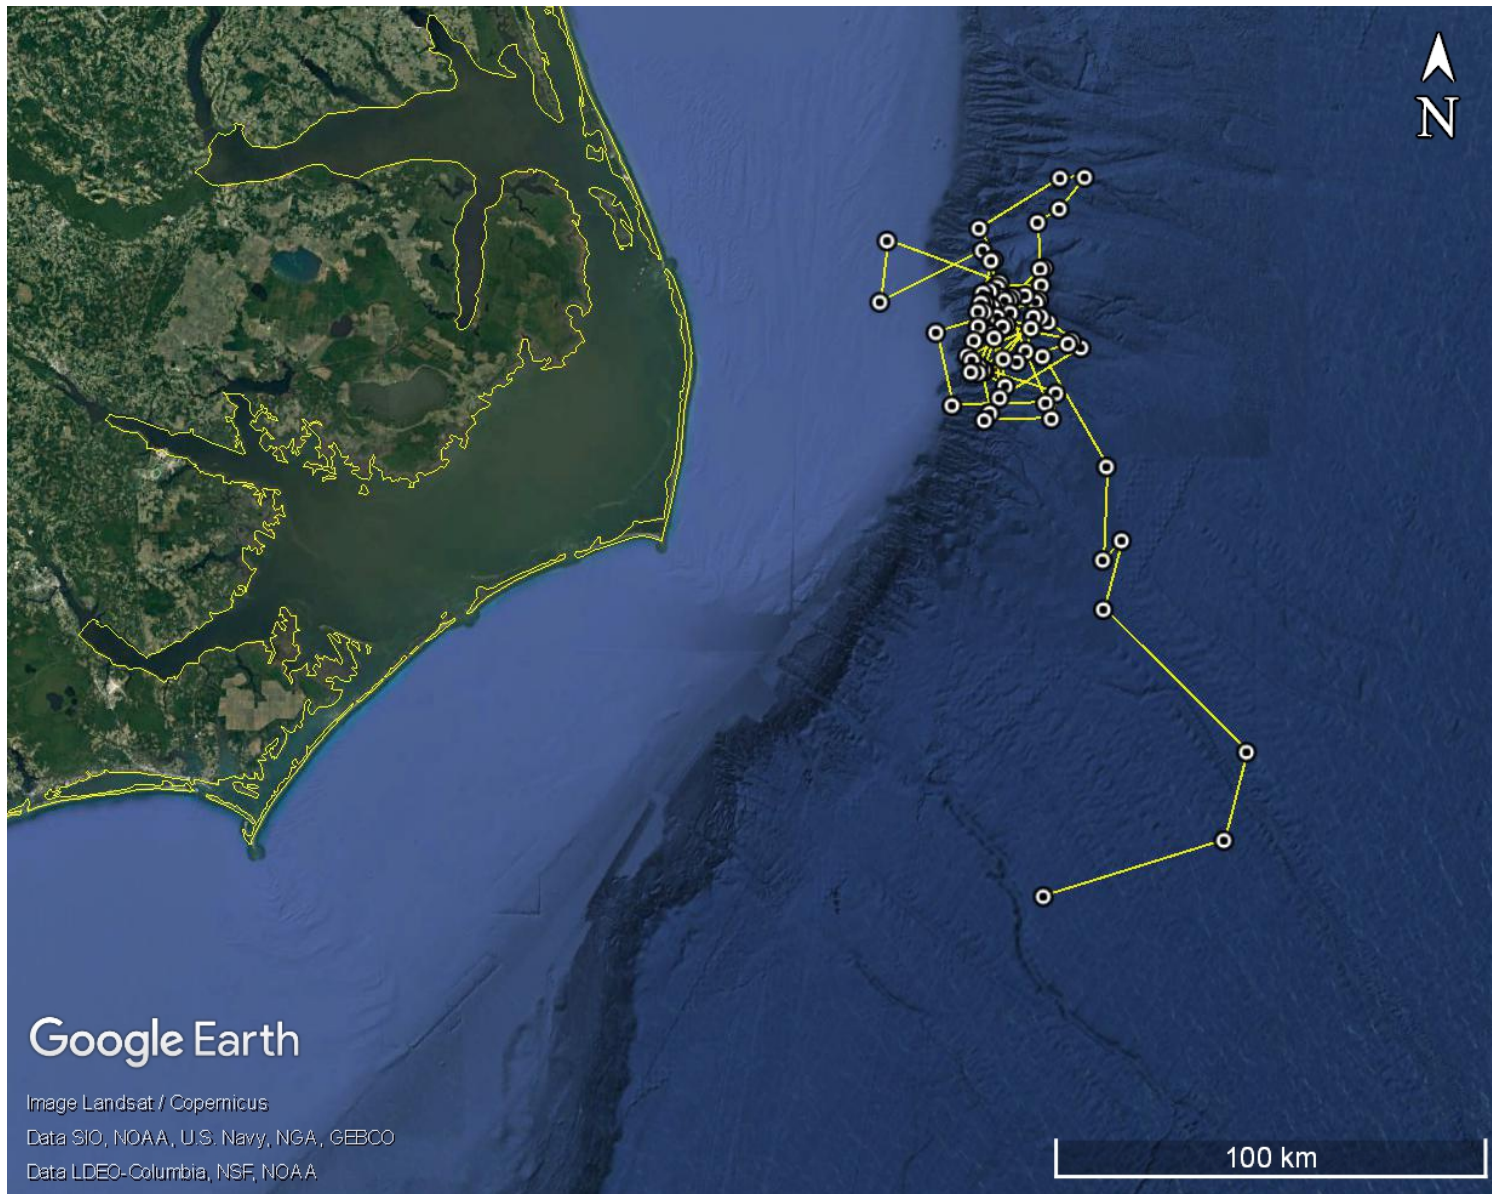 N
Google Earth
Image Landsat / Copernicus
Data SIO, NOAA, U.S. Navy, NGA, GEBCO
Data LDEO-Columbia, NSF, NOAA
100 km